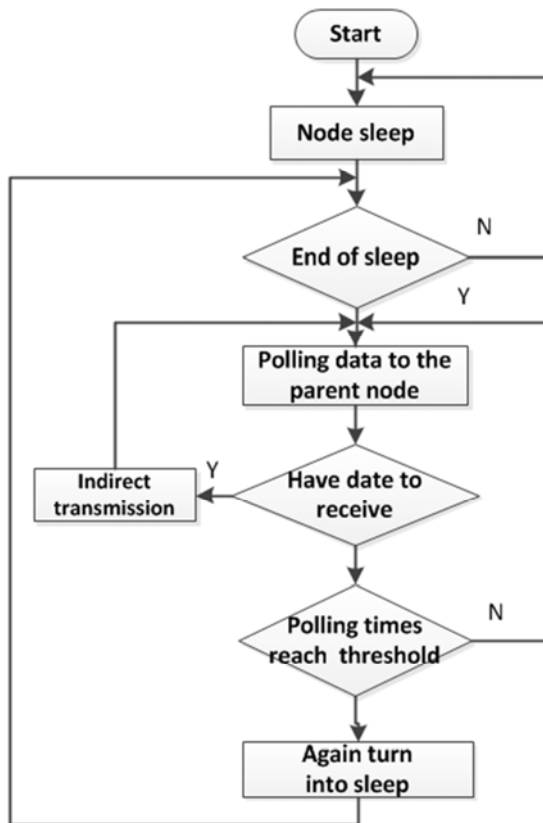 Start
Node sleep
End of sleep
N
Y
Polling data to the
parent node
Have date to
receive
Y
Indirect
transmission
Polling times
reach threshold
N
Again turn
into sleep